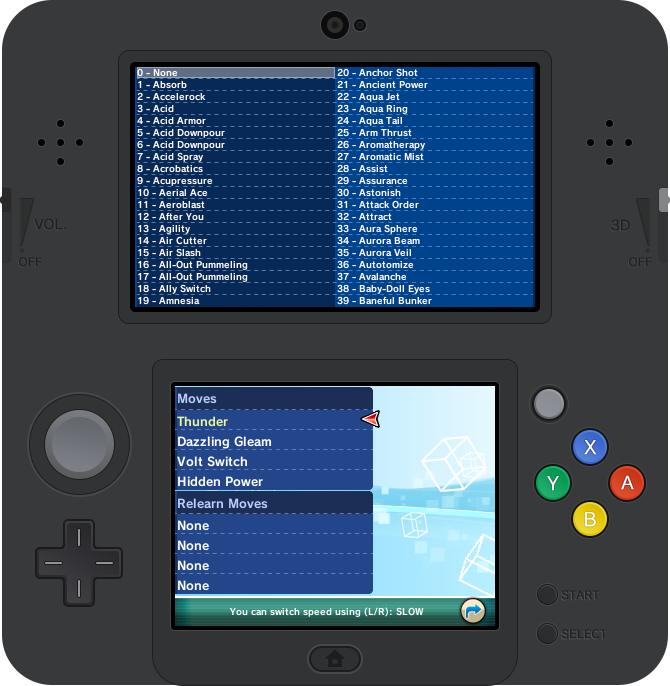 0 - None
1 - Absorb
2 - Accelerock
3 - Acid
4 - Acid Armor
5 - Acid Downpour
6 - Acid Downpour
7 - Acid Spray
8 - Acrobatics
9 - Acupressure
10 - Aerial Ace
11 - Aeroblast
12 - After You
13 - Agility
14 - Air Cutter
15 - Air Slash
16 - All-Out Pummeling
17 - All-Out Pummeling
18 - Ally Switch
19 - Amnesia
20 - Anchor Shot
21 - Ancient Power
22 - Aqua Jet
23 - Aqua Ring
24 - Aqua Tail
25 - Arm Thrust
26 - Aromatherapy
27 - Aromatic Mist
28 - Assist
29 - Assurance
30 - Astonish
31 - Attack Order
32 - Attract
33 - Aura Sphere
34 - Aurora Beam
35 - Aurora Veil
36 - Autotomize
37 - Avalanche
38 - Baby-Doll Eyes
39 - Baneful Bunker
VOL.
OFF
3D
OFF
Moves
Thunder
Dazzling Gleam
Volt Switch
Hidden Power
Relearn Moves
None
None
None
None
You can switch speed using (L/R): SLOW
X
Y
A
B
START
SELECT